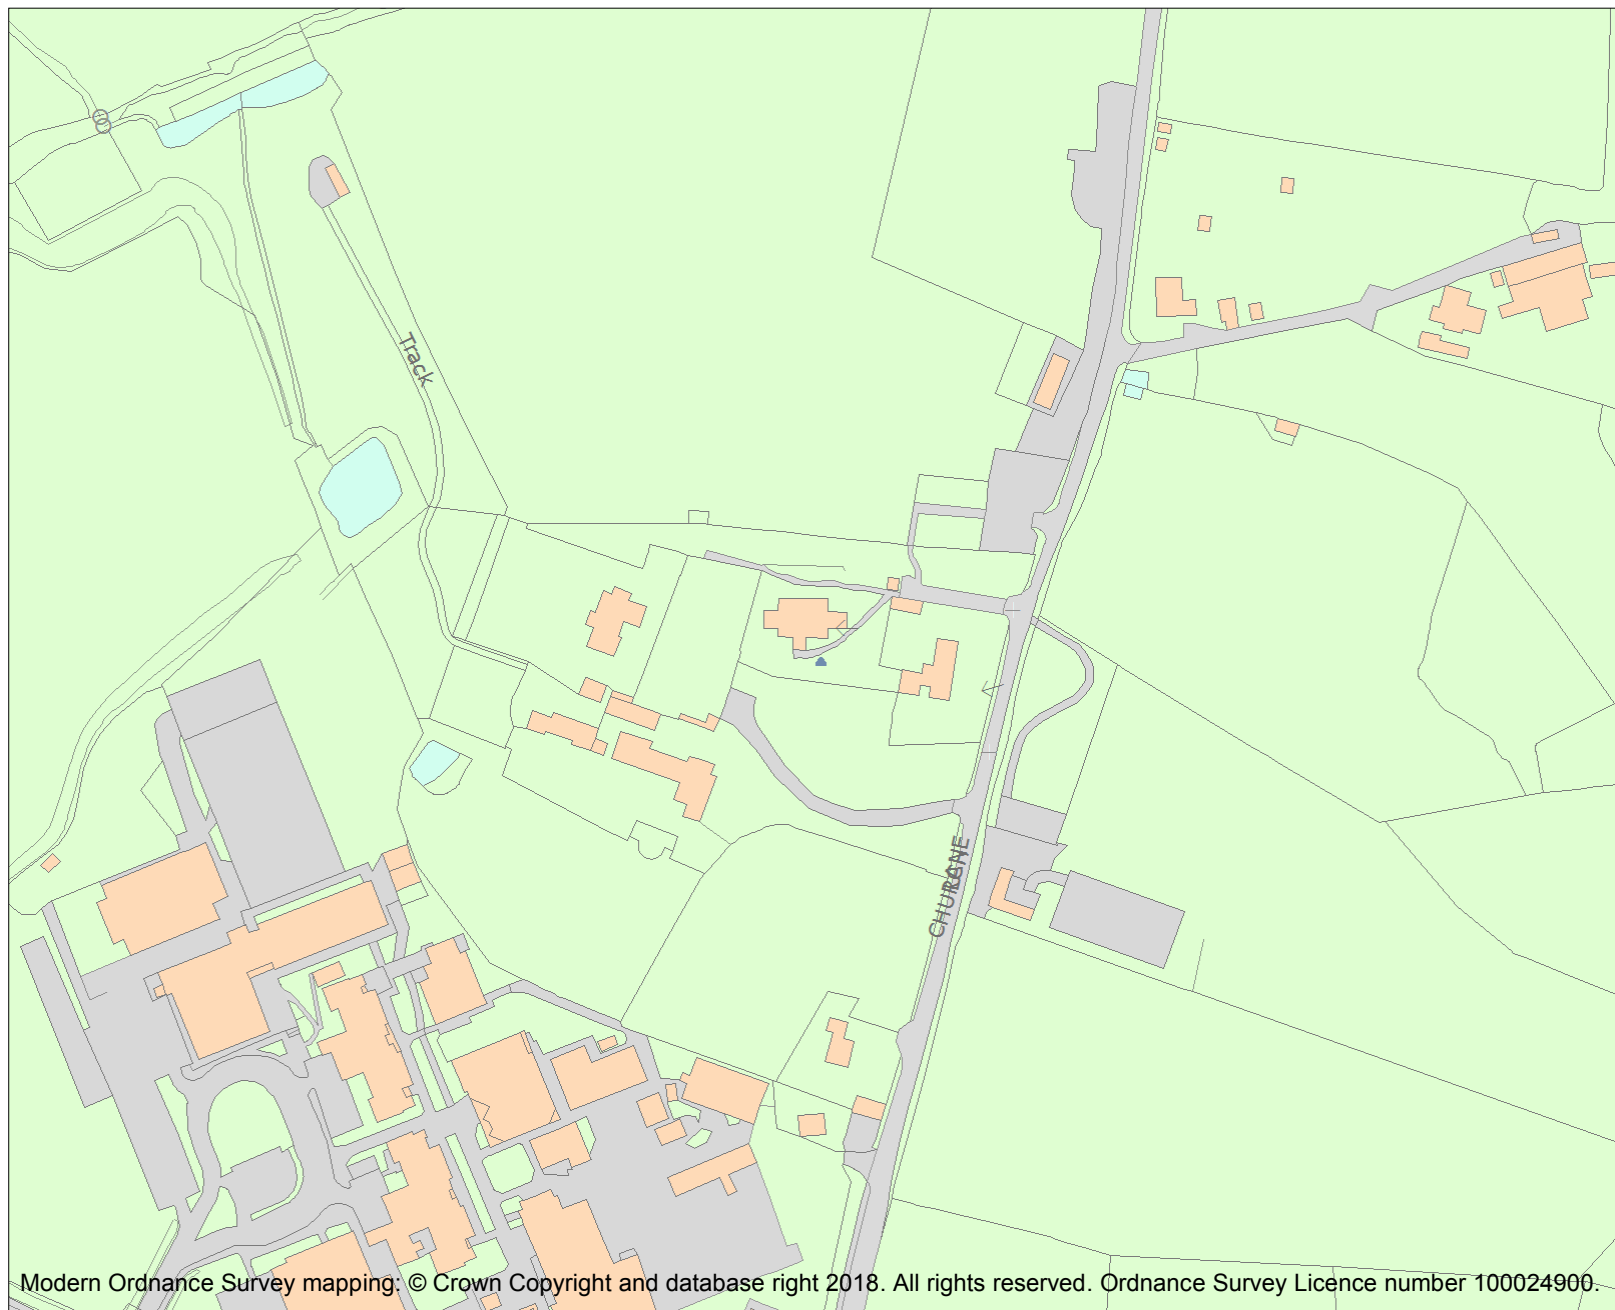 Track
CHURCH
LANE
Modern Ordnance Survey mapping: © Crown Copyright and database right 2018. All rights reserved. Ordnance Survey Licence number 100024900.